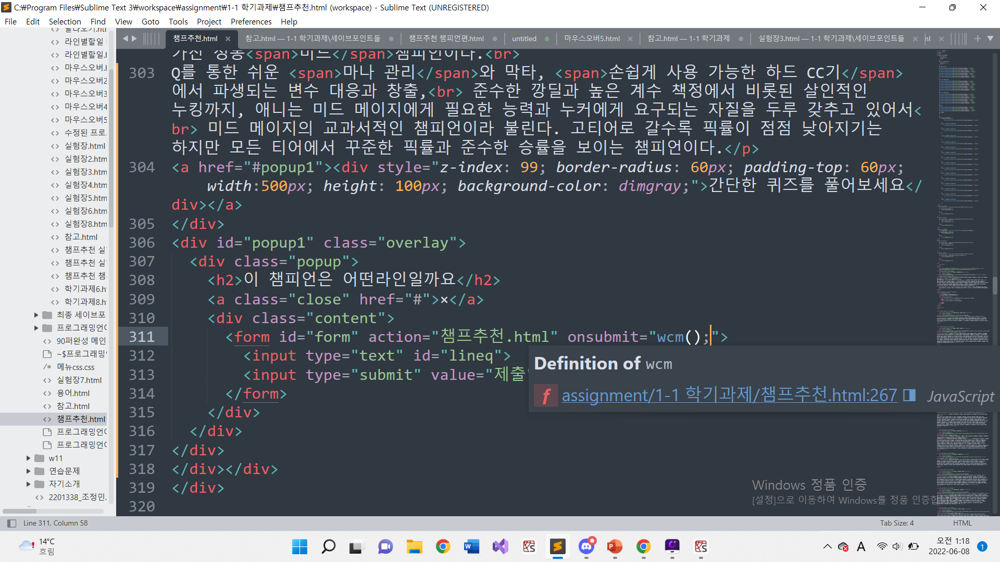 C:₩Program Files₩Sublime Text 3₩workspace₩assignment₩1-1 학기과제₩챔프추천.html (workspace) - Sublime Text (UNREGISTERED)
File Edit Selection Find View Goto Tools Project Preferences Help
챔프추천.html × 참고.html — 1-1 학기과제\세이브포인트들 챔프추천 챔피언편.html untitled 마우스오버5.html × 참고.html — 1-1 학기과제 실험장3.html — 1-1 학기과제\세이브포인트들 ×
라인별할일
라인별할일.h
마우스오버.h
마우스오버2
마우스오버3
마우스오버4
마우스오버5
수정된 프로.
실험장.html
실험장2.htm
실험장3.htm
실험장4.htm
실험장5.htm
실험장6.htm
실험장8.htm
참고.html
챔프추천 실
챔프추천 실
챔프추천 챔
학기과제6.h
학기과제8.h
최종 세이브포
프로그래밍언어
90퍼완성 메인
~$프로그래밍
/* 메뉴css.css
실험장7.html
용어.html
참고.html
챔프추천.html
프로그래밍언어
프로그래밍언어
w11
연습문제
자기소개
2201338_조정민.
가진 정통<span>미드</span>챔피언이다.<br>
303 Q를 통한 쉬운 <span>마나 관리</span>와 막타, <span>손쉽게 사용 가능한 하드 CC기</span>
에서 파생되는 변수 대응과 창출,<br> 준수한 깡딜과 높은 계수 책정에서 비롯된 살인적인
누킹까지, 애니는 미드 메이지에게 필요한 능력과 누커에게 요구되는 자질을 두루 갖추고 있어서<
br> 미드 메이지의 교과서적인 챔피언이라 불린다. 고티어로 갈수록 픽률이 점점 낮아지기는
하지만 모든 티어에서 꾸준한 픽률과 준수한 승률을 보이는 챔피언이다.</p>
304 <a href="#popup1"><div style="z-index: 99; border-radius: 60px; padding-top: 60px;
width:500px; height: 100px; background-color: dimgray;">간단한 퀴즈를 풀어보세요</
div></a>
305 </div>
306 <div id="popup1" class="overlay">
307 <div class="popup">
308 <h2>이 챔피언은 어떤라인일까요</h2>
309 <a class="close" href="#">×</a>
310 <div class="content">
311 <form id="form" action="챔프추천.html" onsubmit="wcm();">
312 <input type="text" id="lineq">
313 <input type="submit" value="제출"
314 </form>
315 </div>
316 </div>
317 </div>
318 </div></div>
319 </div>
320
Definition of wcm
f assignment/1-1 학기과제/챔프추천.html:267 JavaScript
Windows 정품 인증
[설정]으로 이동하여 Windows를 정품 인증합
Line 311, Column 58 Tab Size: 4 HTML
14°C
흐림
A
오전 1:18
2022-06-08
1